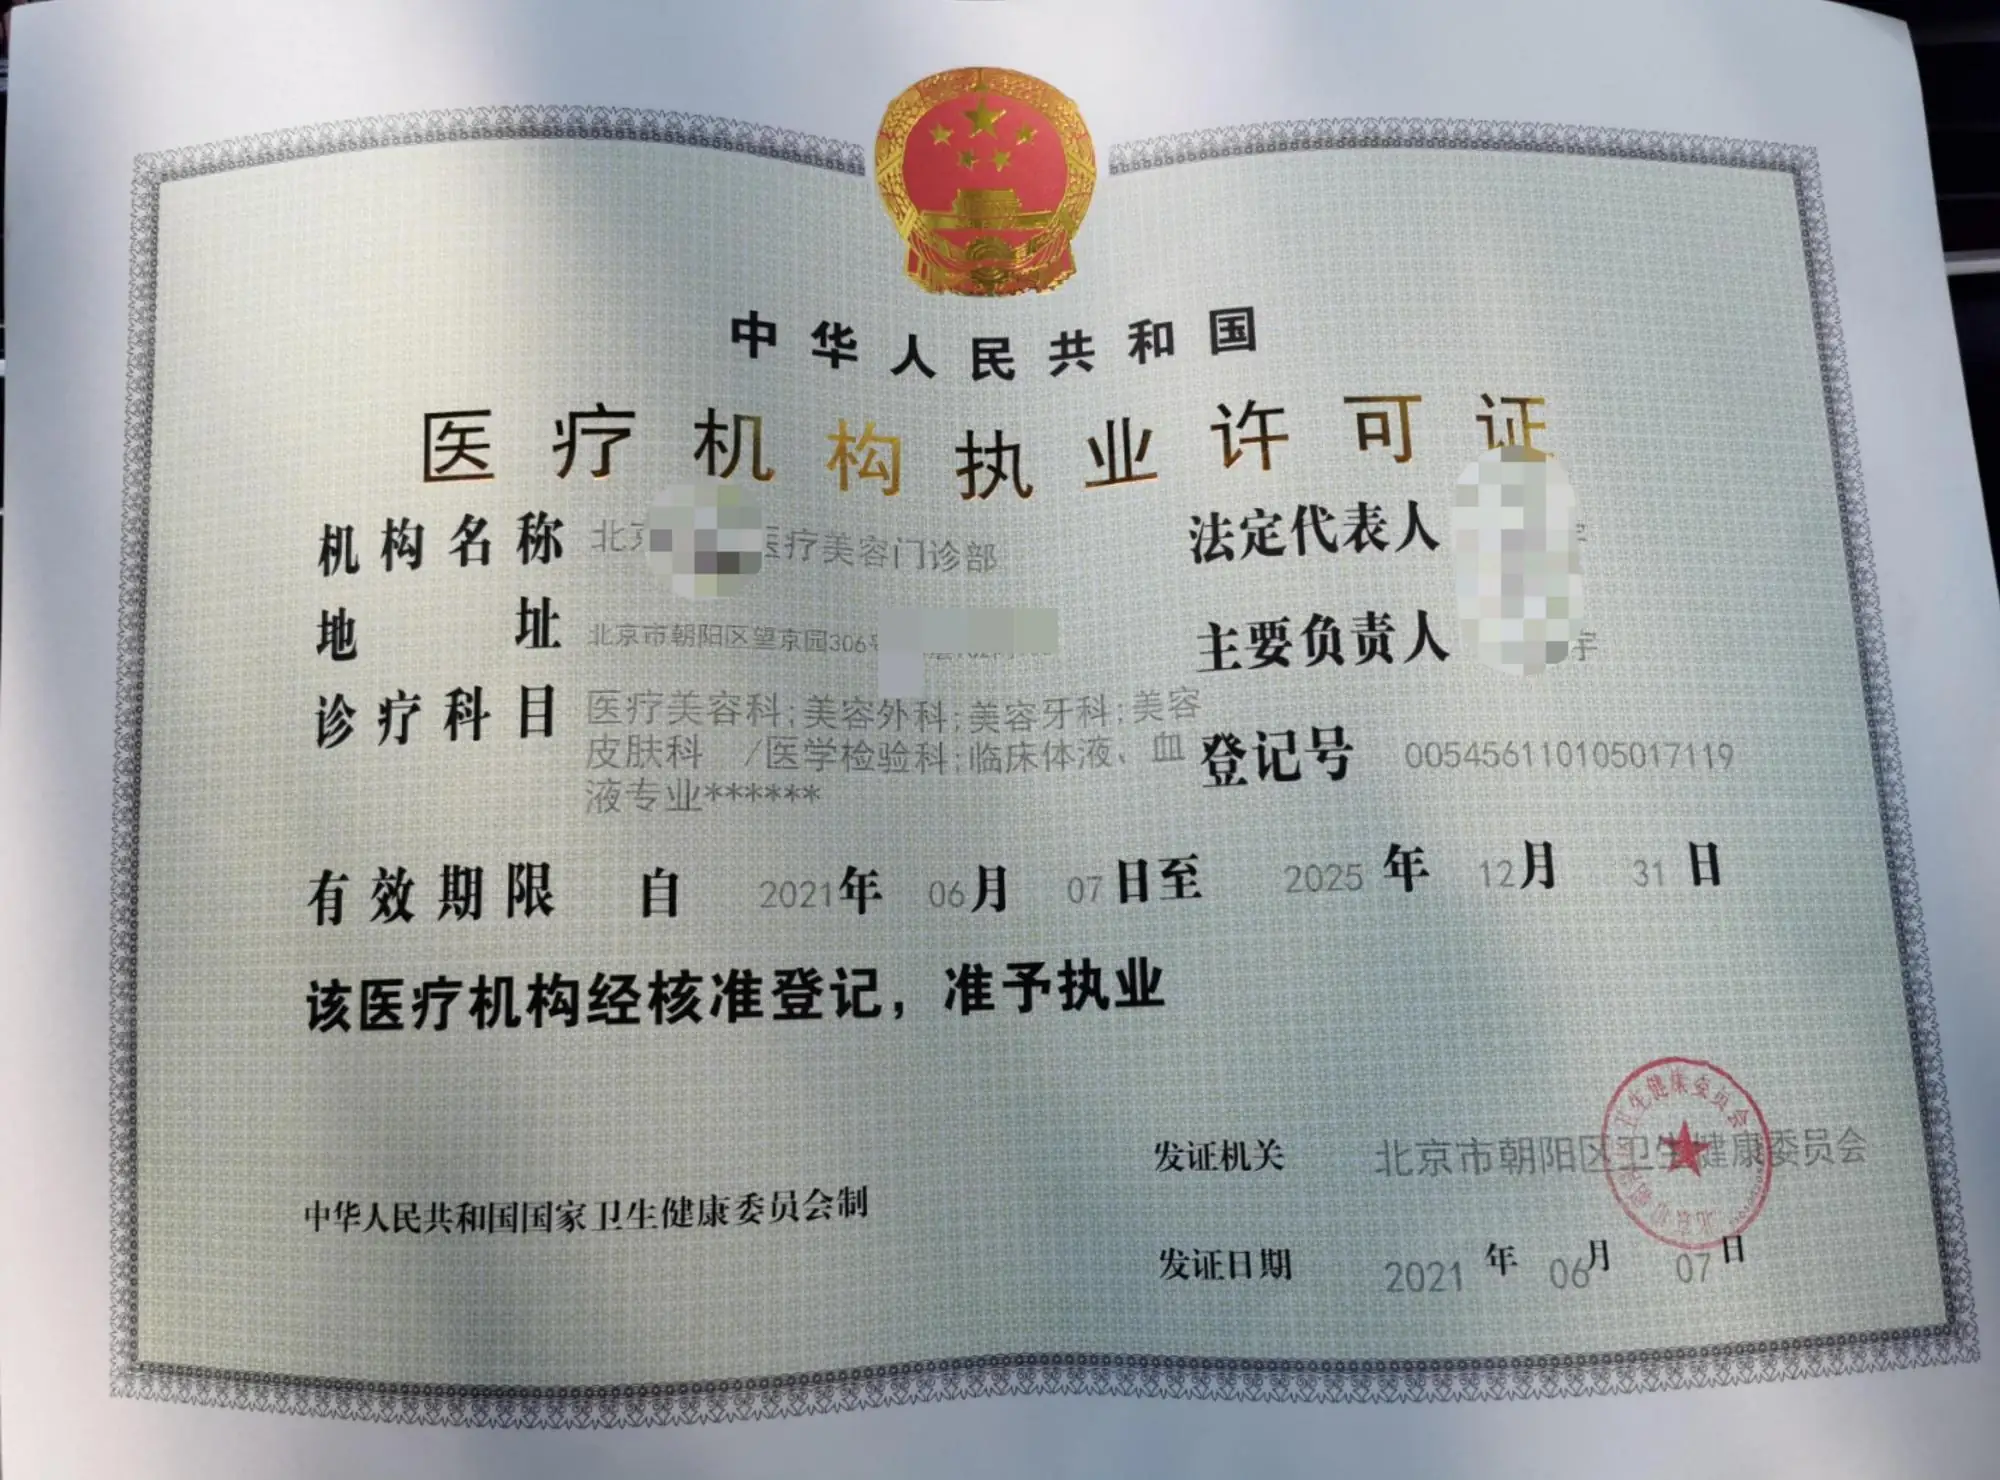 中华人民共和国
医疗机构执业许可证
机构名称 北京 医疗美容门诊部
法定代表人
地址 北京市朝阳区望京园306
主要负责人 宇
诊疗科目 医疗美容科;美容外科;美容牙科;美容
皮肤科 /医学检验科;临床体液、血
液专业******
登记号 005456110105017119
有效期限 自 2021年 06月 07日至 2025年 12月 31日
该医疗机构经核准登记，准予执业
发证机关 北京市朝阳区卫生健康委员会
中华人民共和国国家卫生健康委员会制
发证日期 2021年 06月 07日